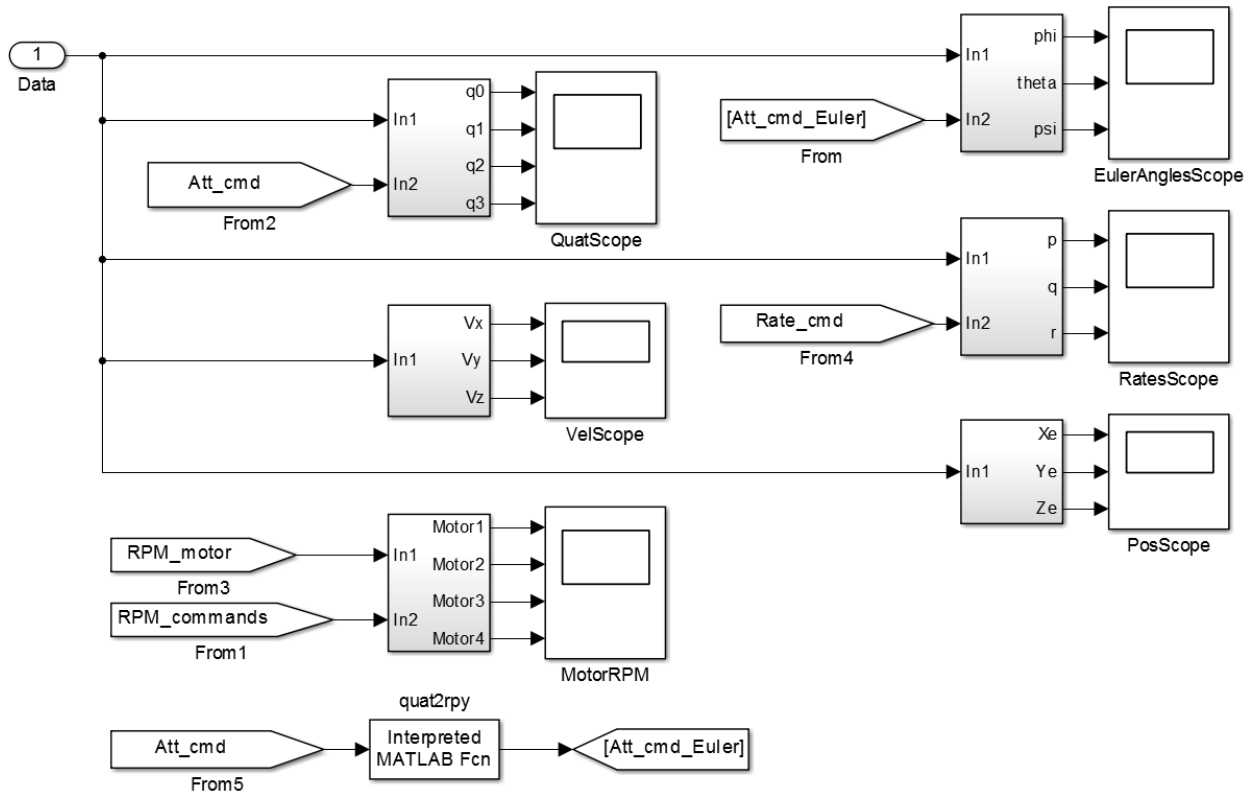 1
Data
In1
In2
q0
q1
q2
q3
QuatScope
Att_cmd
From2
In1
In2
phi
theta
psi
EulerAnglesScope
[Att_cmd_Euler]
From
In1
In2
p
q
r
RatesScope
Rate_cmd
From4
In1
Vx
Vy
Vz
VelScope
In1
Xe
Ye
Ze
PosScope
RPM_motor
From3
RPM_commands
From1
In1
In2
Motor1
Motor2
Motor3
Motor4
MotorRPM
quat2rpy
Att_cmd
From5
Interpreted
MATLAB Fcn
[Att_cmd_Euler]